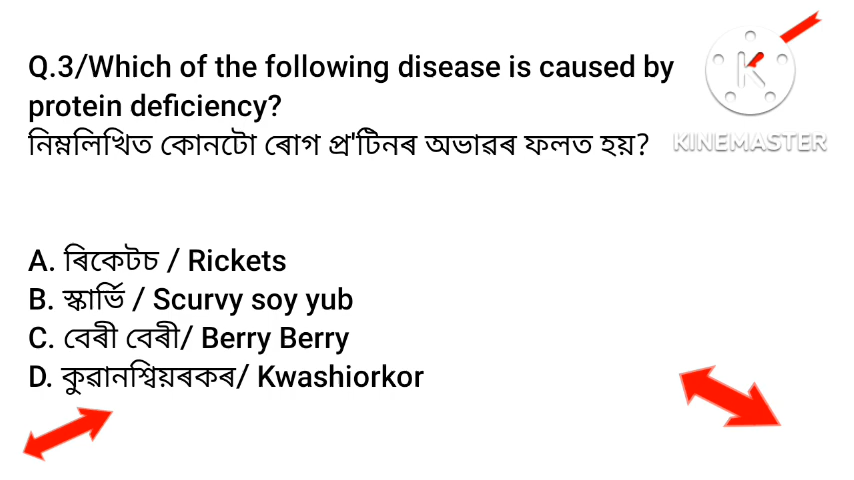 Q.3/Which of the following disease is caused by
protein deficiency?
নিম্নলিখিত কোনটো ৰোগ প্ৰ'টিনৰ অভাৱৰ ফলত হয়?
KINEMASTER
A. ৰিকেটচ / Rickets
B. স্কাৰ্ভি / Scurvy soy yub
C. বেৰী বেৰী/ Berry Berry
D. কুৱানশ্বিয়ৰকৰ/ Kwashiorkor